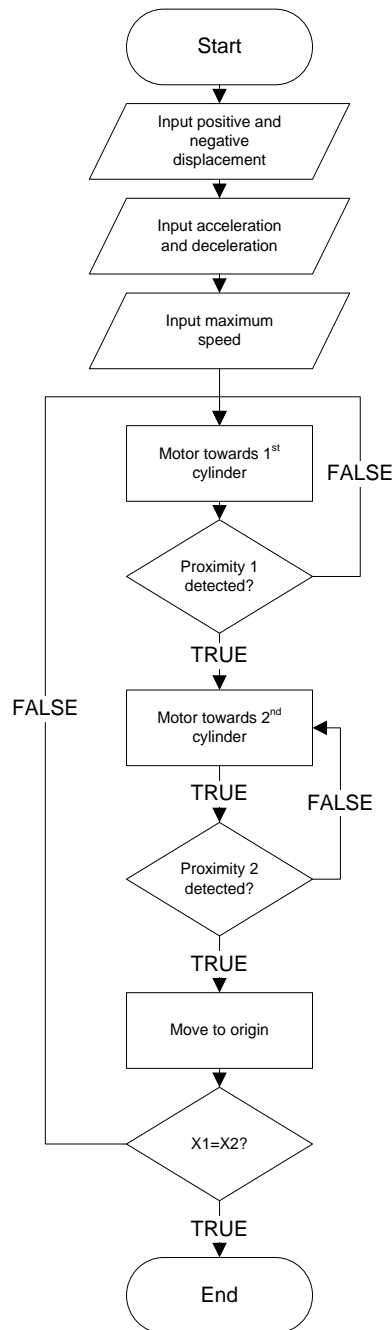 Start
Input positive and
negative
displacement
Input acceleration
and deceleration
Input maximum
speed
Motor towards 1st
cylinder
FALSE
Proximity 1
detected?
TRUE
FALSE
Motor towards 2nd
cylinder
TRUE
FALSE
Proximity 2
detected?
TRUE
Move to origin
X1=X2?
TRUE
End